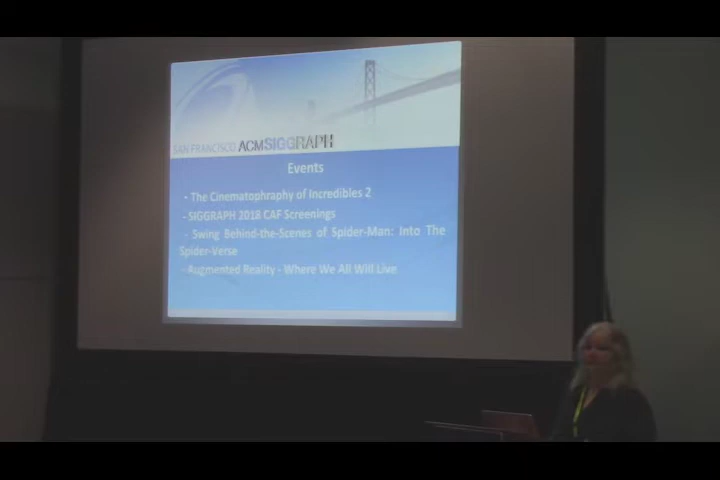 SAN FRANCISCO ACMSIGGRAPH
Events
- The Cinematophraphy of Incredibles 2
- SIGGRAPH 2018 CAF Screenings
- Swing Behind-the-Scenes of Spider-Man: Into The
Spider-Verse
- Augmented Reality - Where We All Will Live